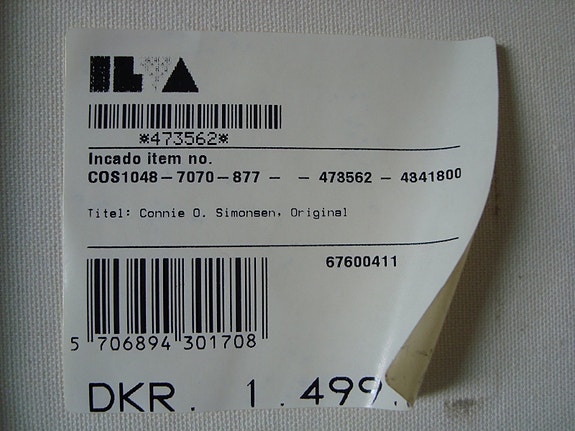 ILVA
*473562*
Incado item no.
COS1048-7070-877 - - 473562 - 4341800
Titel: Connie O. Simonsen, Original
67600411
5 706894 301708
DKR. 1.499.